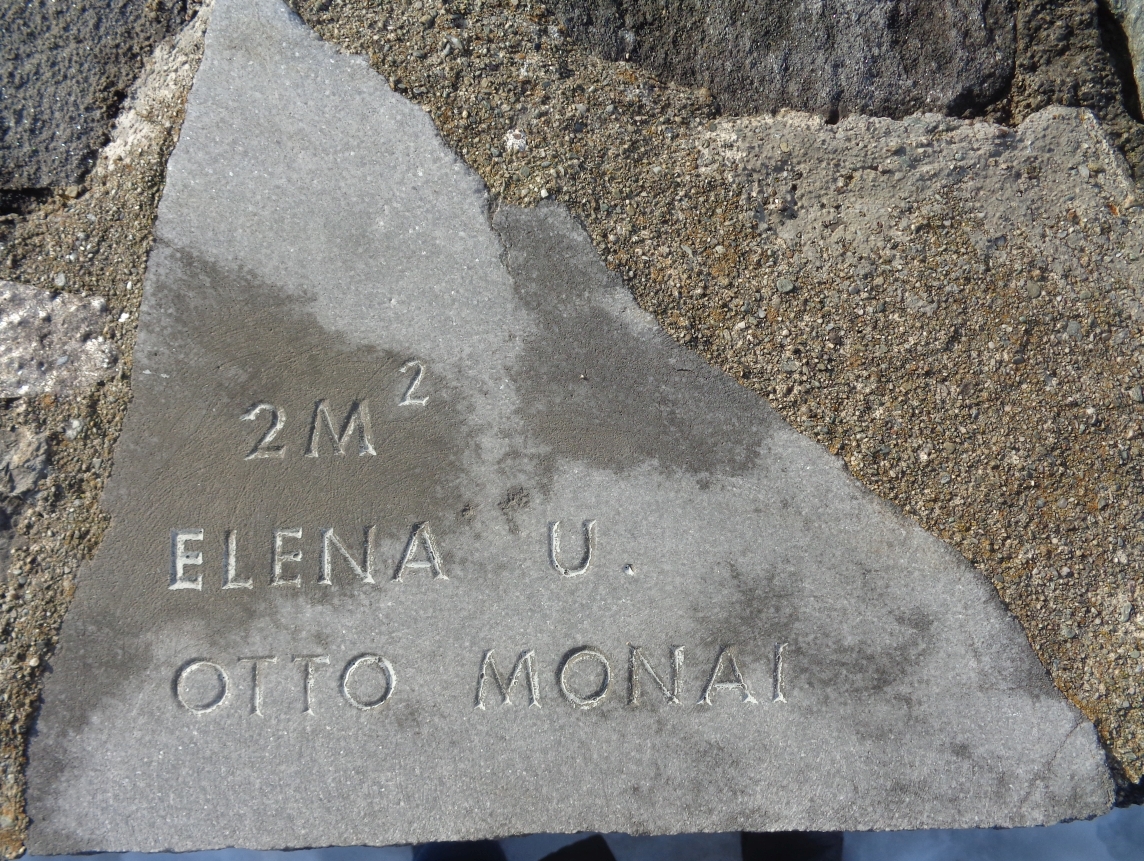 2M²
ELENA U.
OTTO MONAI